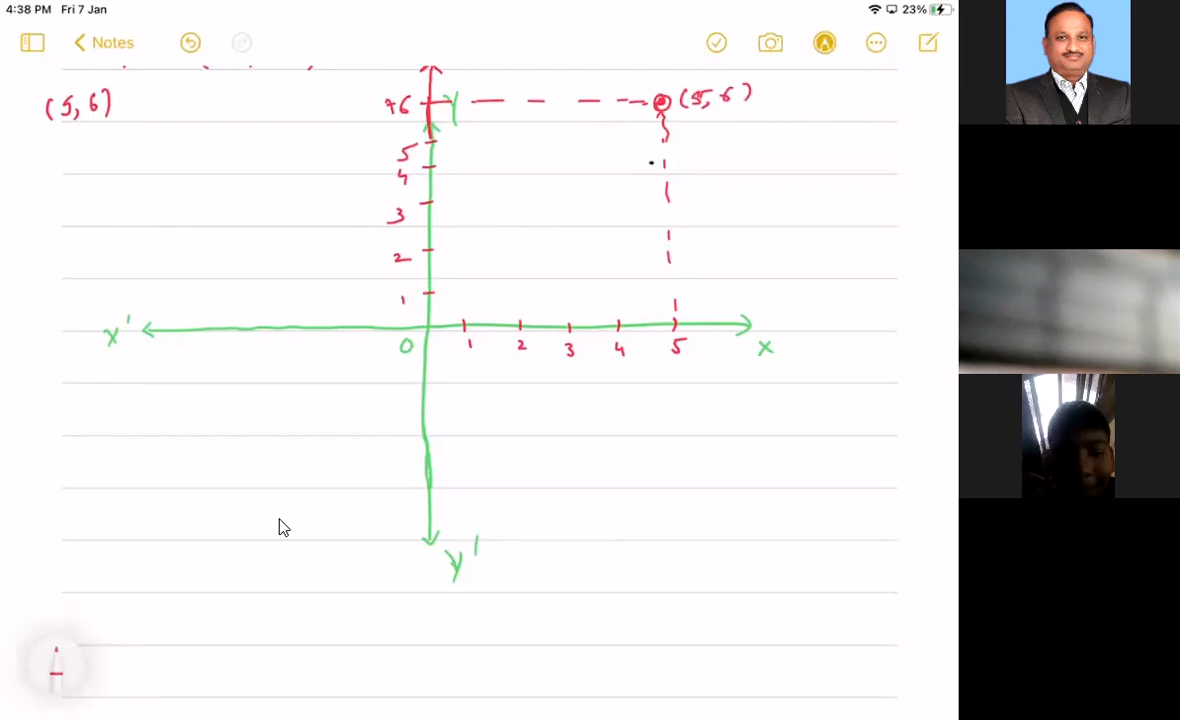 4:38 PM Fri 7 Jan 23%
Notes
(5,6)
+6 Y (5,6)
5
4
3
2
1
X' 0 1 2 3 4 5 X
Y'